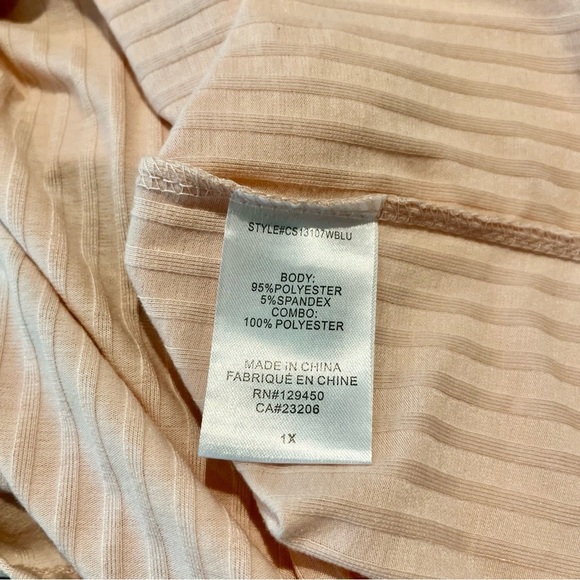 STYLE#CS13107WBLU
BODY:
95%POLYESTER
5%SPANDEX
COMBO:
100% POLYESTER
MADE IN CHINA
FABRIQUÉ EN CHINE
RN#129450
CA#23206
1X